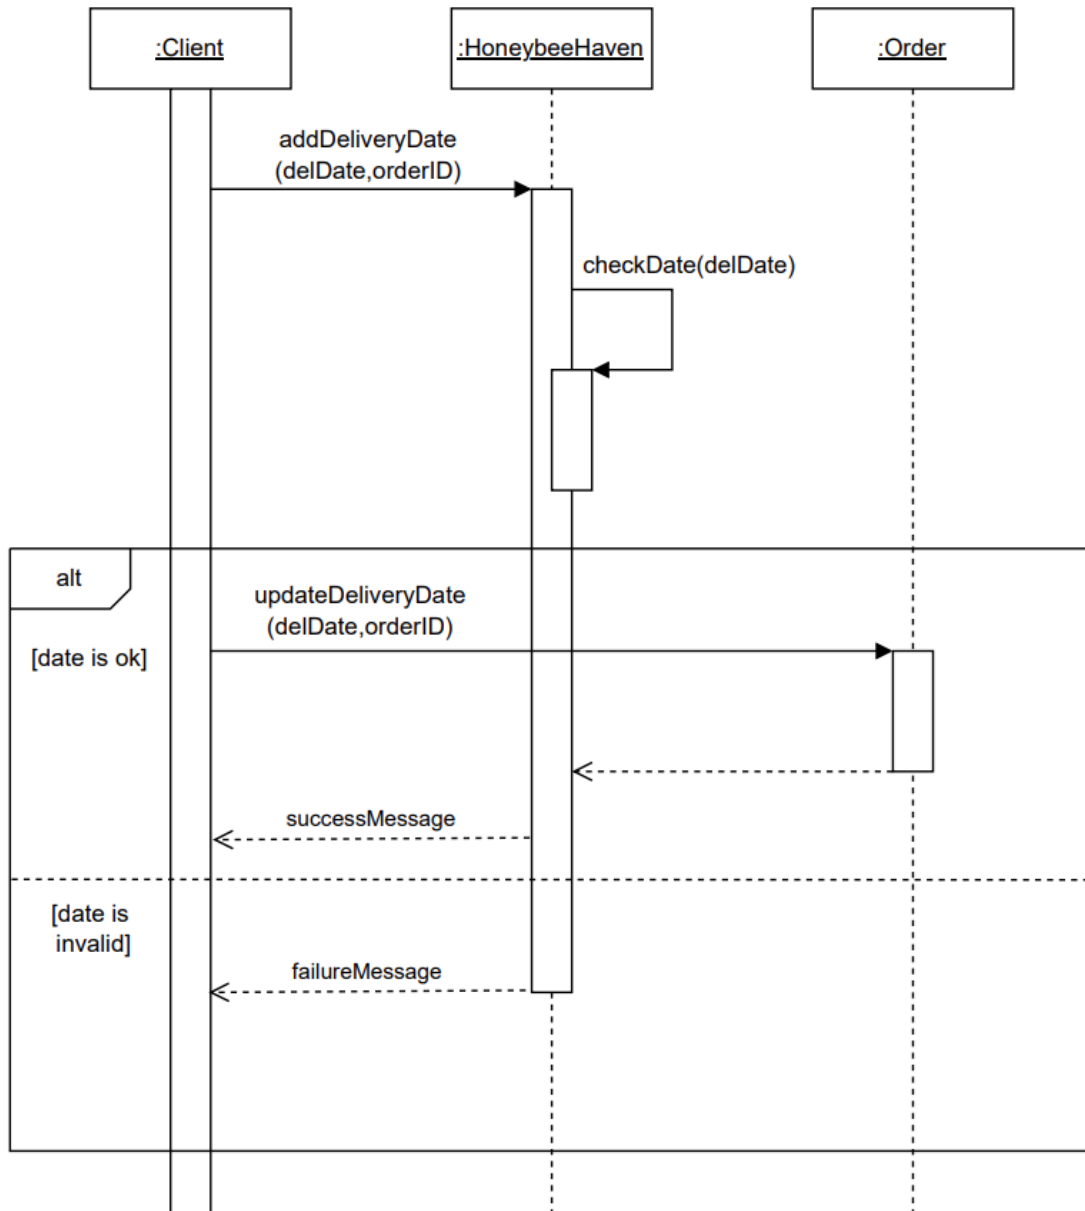 :Client
:HoneybeeHaven
:Order
addDeliveryDate
(delDate,orderID)
checkDate(delDate)
alt
updateDeliveryDate
(delDate,orderID)
[date is ok]
successMessage
[date is
invalid]
failureMessage